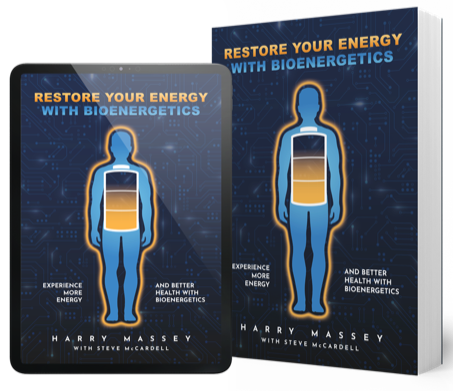 RESTORE YOUR ENERGY
WITH BIOENERGETICS
EXPERIENCE
MORE
ENERGY
AND BETTER
HEALTH WITH
BIOENERGETICS
HARRY MASSEY
WITH STEVE McCARDELL
RESTORE YOUR ENERGY
WITH BIOENERGETICS
EXPERIENCE
MORE
ENERGY
AND BETTER
HEALTH WITH
BIOENERGETICS
HARRY MASSEY
WITH STEVE McCARDELL